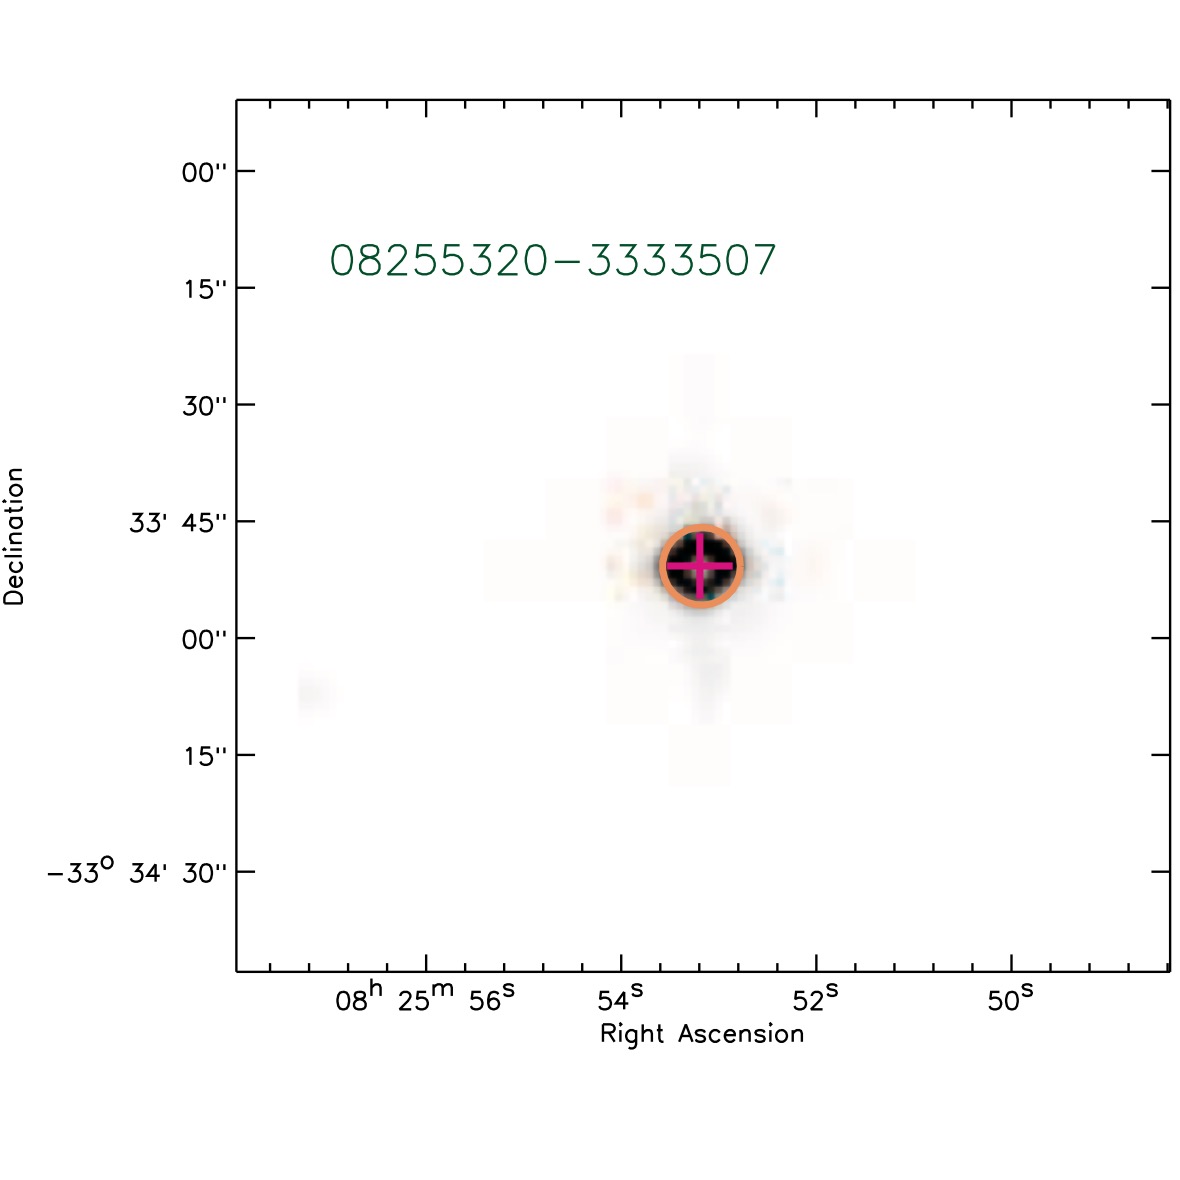 08255320-3333507
00"
15"
30"
33' 45"
00"
15"
-33° 34' 30"
Declination
08h 25m 56s 54s 52s 50s
Right Ascension